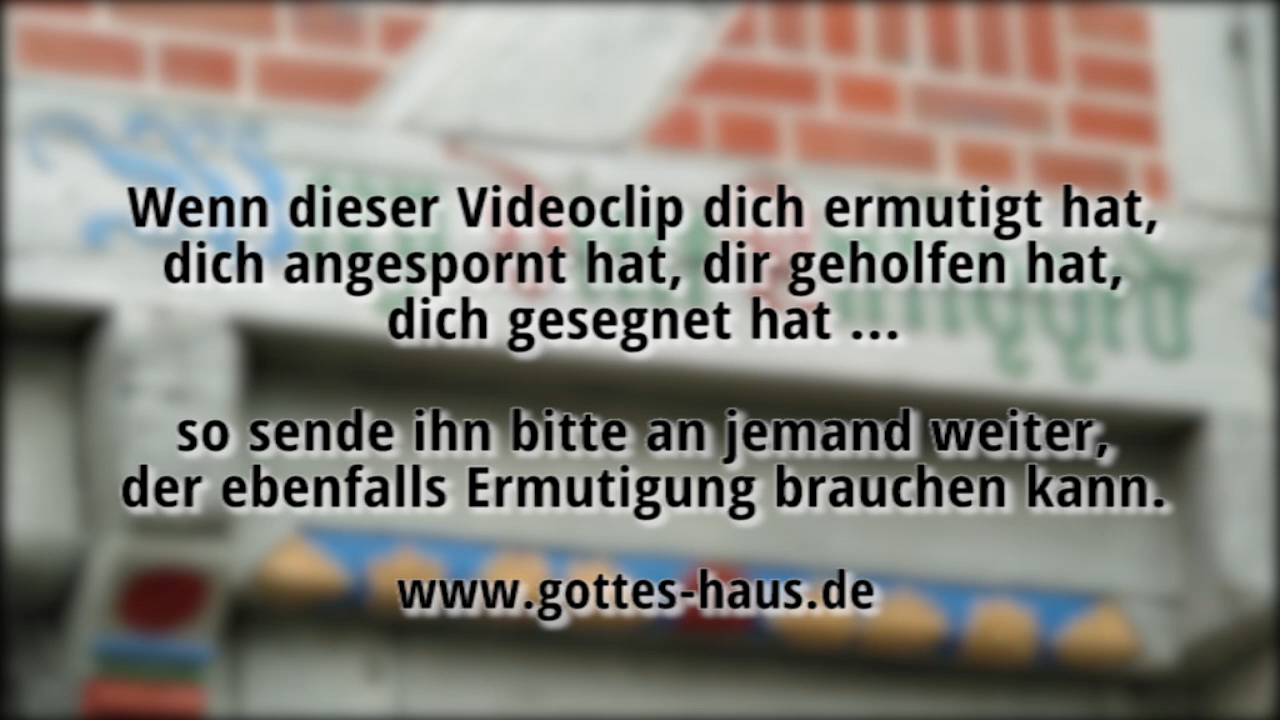 Wenn dieser Videoclip dich ermutigt hat,
dich angespornt hat, dir geholfen hat,
dich gesegnet hat ...
so sende ihn bitte an jemand weiter,
der ebenfalls Ermutigung brauchen kann.
www.gottes-haus.de